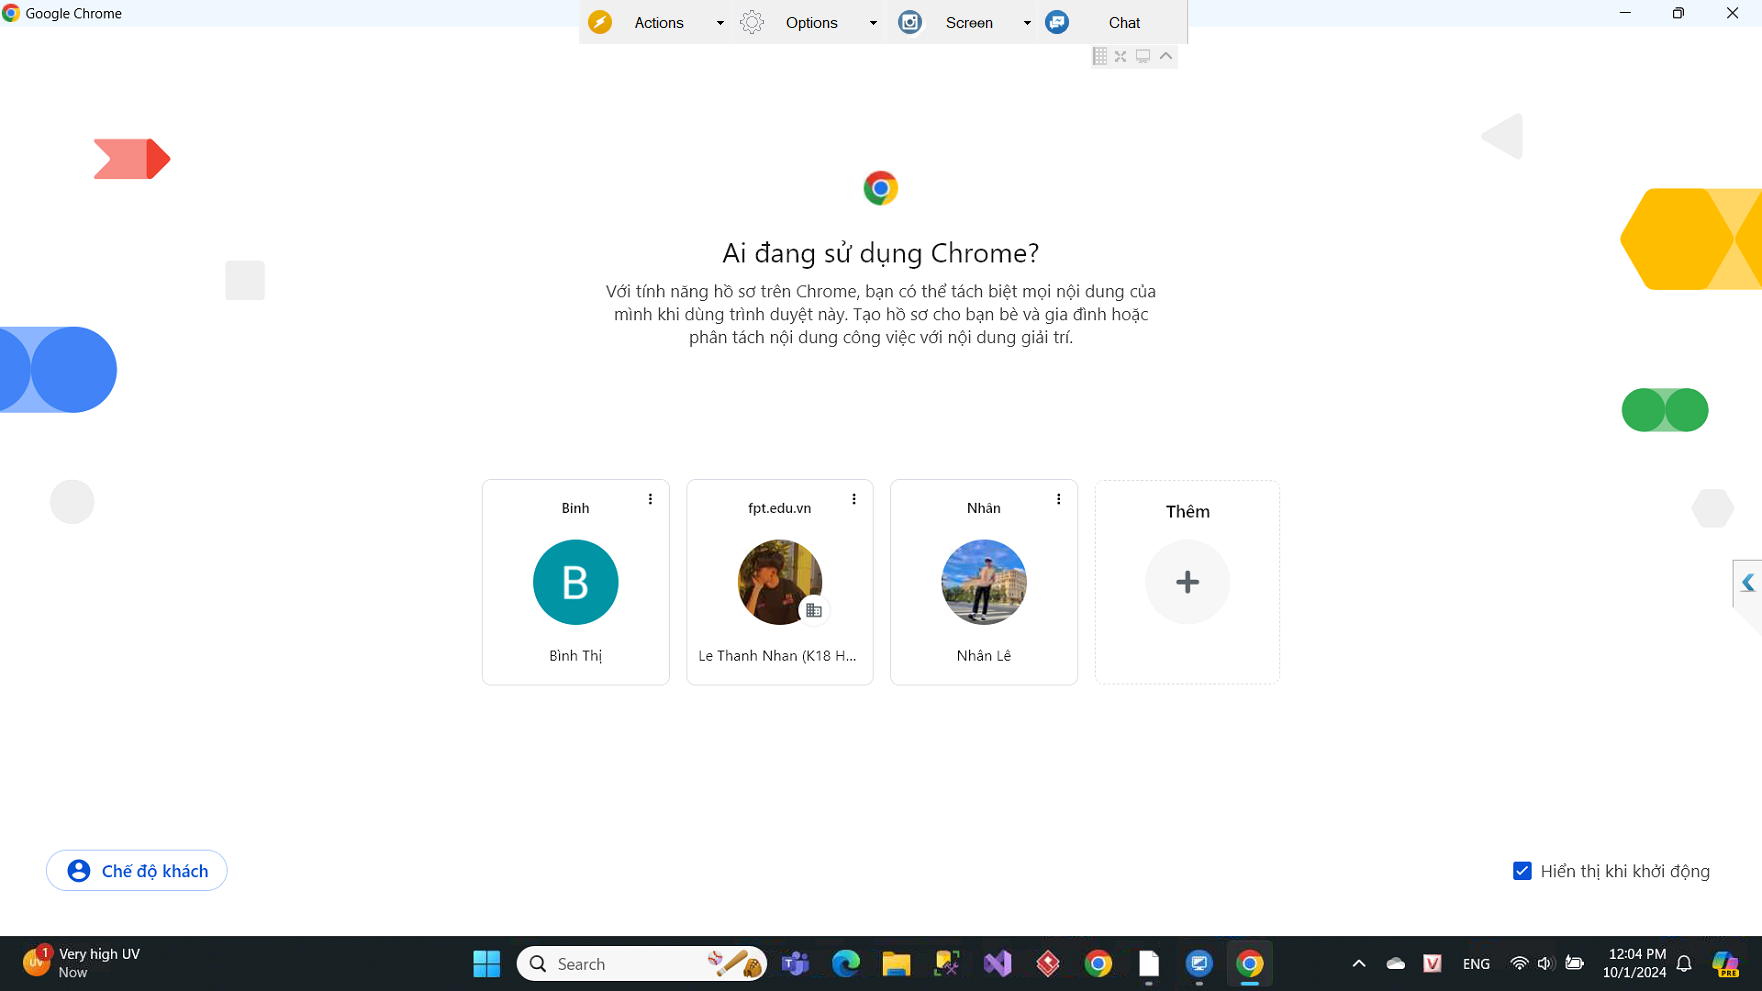 Google Chrome
Actions
Options
Screen
Chat
Ai đang sử dụng Chrome?
Với tính năng hồ sơ trên Chrome, bạn có thể tách biệt mọi nội dung của
mình khi dùng trình duyệt này. Tạo hồ sơ cho bạn bè và gia đình hoặc
phân tách nội dung công việc với nội dung giải trí.
Bình
fpt.edu.vn
Nhân
Thêm
B
Bình Thị
Le Thanh Nhan (K18 H...
Nhân Lê
Chế độ khách
Hiển thị khi khởi động
UV
1
Very high UV
Now
Search
T
V
ENG
12:04 PM
10/1/2024
PRE